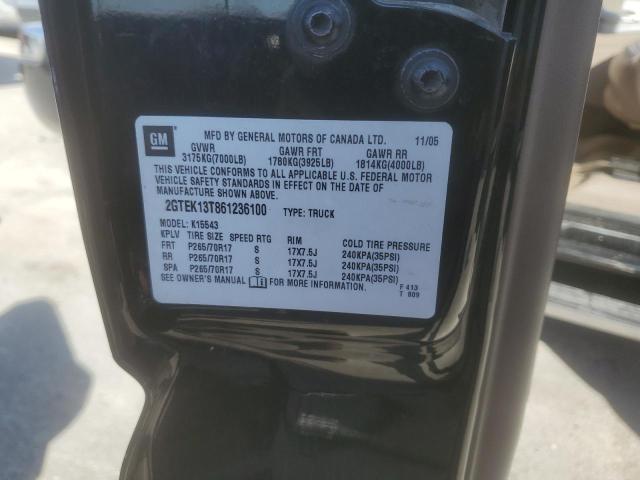 GM
MFD BY GENERAL MOTORS OF CANADA LTD. 11/05
GVWR GAWR FRT GAWR RR
3175KG(7000LB) 1780KG(3925LB) 1814KG(4000LB)
THIS VEHICLE CONFORMS TO ALL APPLICABLE U.S. FEDERAL MOTOR
VEHICLE SAFETY STANDARDS IN EFFECT ON THE DATE OF
MANUFACTURE SHOWN ABOVE.
2GTEK13T861236100 TYPE: TRUCK
MODEL: K15543
KPLV TIRE SIZE SPEED RTG RIM COLD TIRE PRESSURE
FRT P265/70R17 S 17X7.5J 240KPA(35PSI)
RR P265/70R17 S 17X7.5J 240KPA(35PSI)
SPA P265/70R17 S 17X7.5J 240KPA(35PSI)
SEE OWNER'S MANUAL FOR MORE INFORMATION.
F 413
T 809